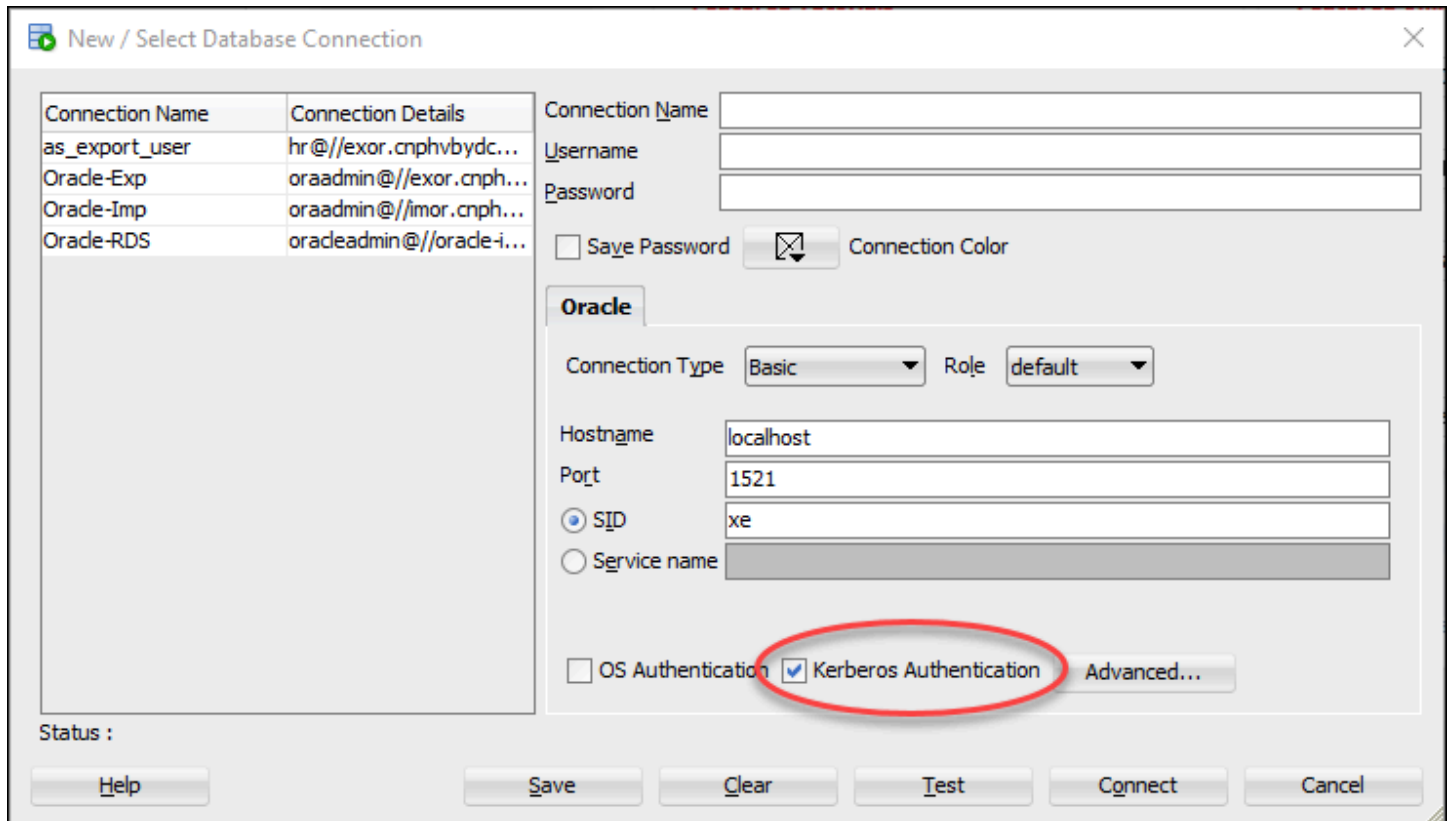 New / Select Database Connection
Connection Name Connection Details
as_export_user hr@//exor.cnphvbydc...
Oracle-Exp oraadmin@//exor.cnph...
Oracle-Imp oraadmin@//imor.cnph...
Oracle-RDS oracleadmin@//oracle-i...
Connection Name
Username
Password
Save Password Connection Color
Oracle
Connection Type Basic Role default
Hostname localhost
Port 1521
SID xe
Service name
OS Authentication Kerberos Authentication Advanced...
Status :
Help Save Clear Test Connect Cancel